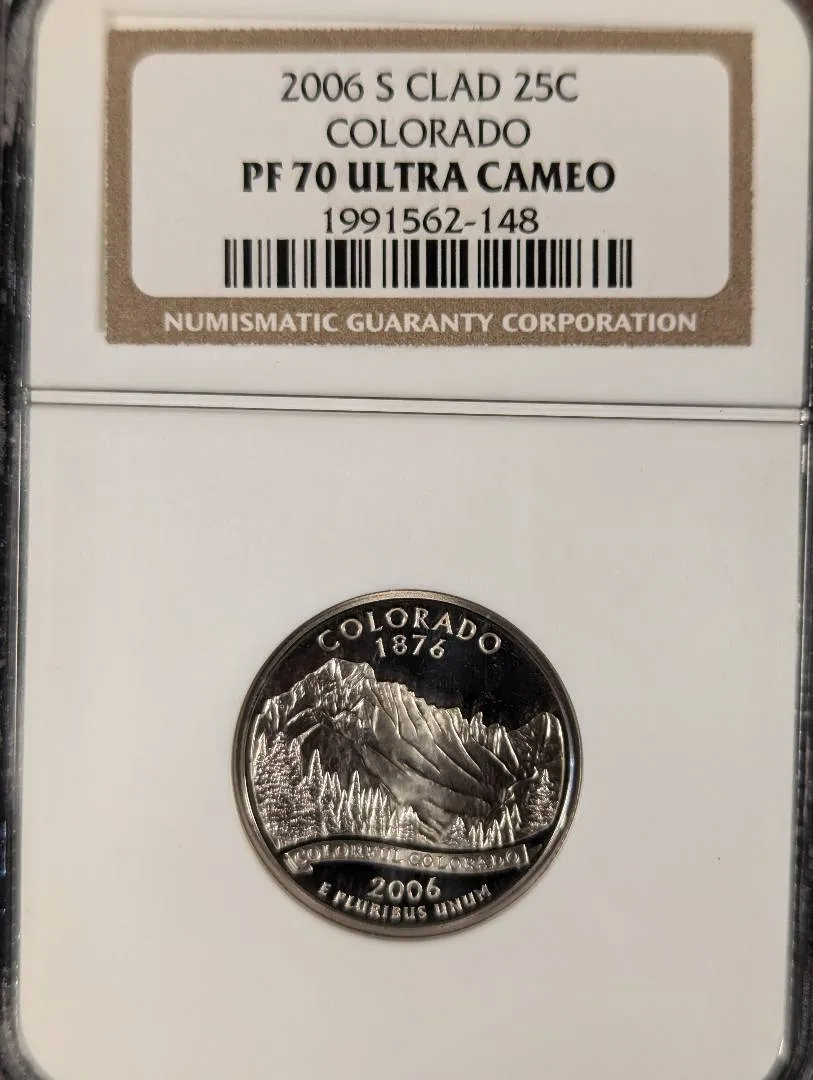 2006 S CLAD 25C
COLORADO
PF 70 ULTRA CAMEO
1991562-148
NUMISMATIC GUARANTY CORPORATION
COLORADO
1876
COLORFUL COLORADO
2006
E PLURIBUS UNUM